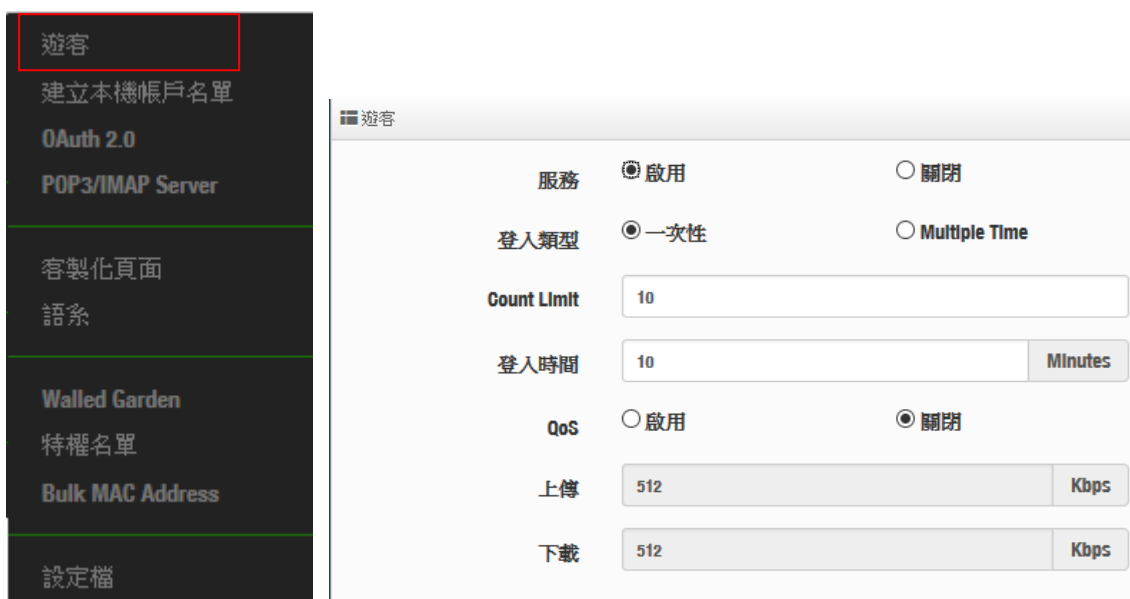 遊客
建立本機帳戶名單
OAuth 2.0
POP3/IMAP Server
客製化頁面
語系
Walled Garden
特權名單
Bulk MAC Address
設定檔
遊客
服務 啟用 關閉
登入類型 一次性 Multiple Time
Count Limit 10
登入時間 10 Minutes
QoS 啟用 關閉
上傳 512 Kbps
下載 512 Kbps